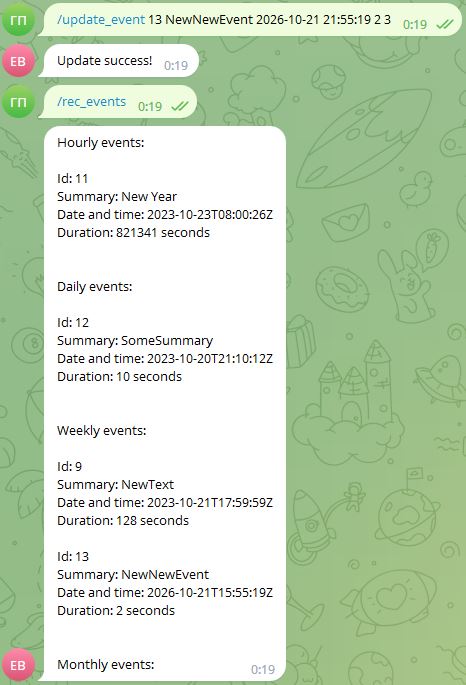 ГП
/update_event 13 NewNewEvent 2026-10-21 21:55:19 2 3 0:19
EB
Update success! 0:19
ГП
/rec_events 0:19
Hourly events:
Id: 11
Summary: New Year
Date and time: 2023-10-23T08:00:26Z
Duration: 821341 seconds
Daily events:
Id: 12
Summary: SomeSummary
Date and time: 2023-10-20T21:10:12Z
Duration: 10 seconds
Weekly events:
Id: 9
Summary: NewText
Date and time: 2023-10-21T17:59:59Z
Duration: 128 seconds
Id: 13
Summary: NewNewEvent
Date and time: 2026-10-21T15:55:19Z
Duration: 2 seconds
EB
Monthly events: 0:19